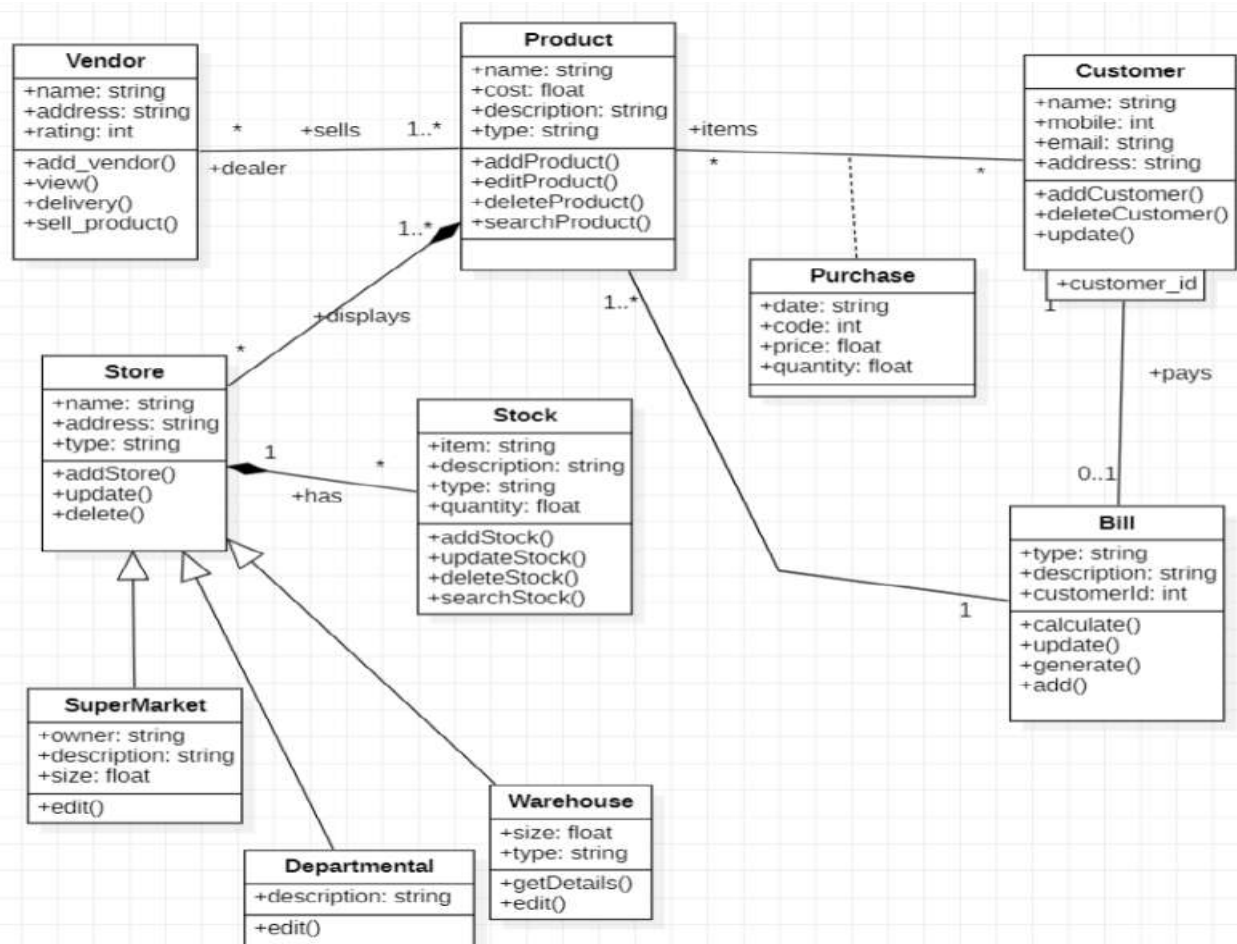 Vendor
+name: string
+address: string
+rating: int
+add_vendor()
+view()
+delivery()
+sell_product()
* +sells 1..*
+dealer
Product
+name: string
+cost: float
+description: string
+type: string
+addProduct()
+editProduct()
+deleteProduct()
+searchProduct()
+items
*
*
Customer
+name: string
+mobile: int
+email: string
+address: string
+addCustomer()
+deleteCustomer()
+update()
+customer_id
1
+pays
0..1
Purchase
+date: string
+code: int
+price: float
+quantity: float
1..*
+displays
*
1..*
1
Store
+name: string
+address: string
+type: string
+addStore()
+update()
+delete()
1
*
+has
Stock
+item: string
+description: string
+type: string
+quantity: float
+addStock()
+updateStock()
+deleteStock()
+searchStock()
Bill
+type: string
+description: string
+customerId: int
+calculate()
+update()
+generate()
+add()
SuperMarket
+owner: string
+description: string
+size: float
+edit()
Departmental
+description: string
+edit()
Warehouse
+size: float
+type: string
+getDetails()
+edit()